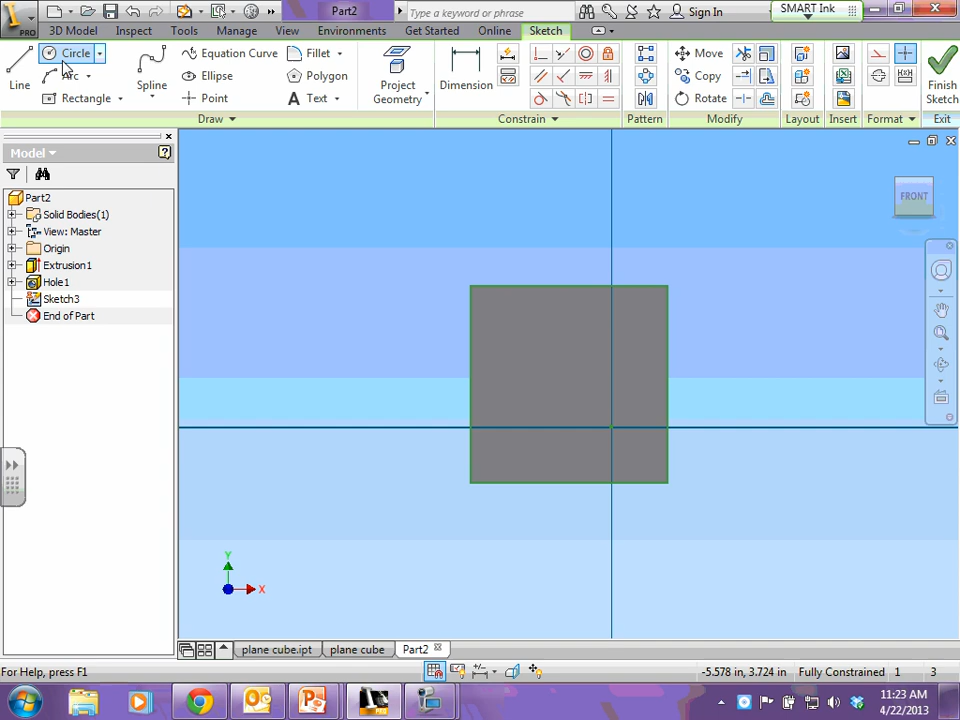 Part2
Type a keyword or phrase
Sign In
SMART Ink
PRO
3D Model
Inspect
Tools
Manage
View
Environments
Get Started
Online
Sketch
Line
Circle
Arc
Rectangle
Spline
Equation Curve
Ellipse
Point
Fillet
Polygon
Text
Project
Geometry
Dimension
Move
Copy
Rotate
Finish
Sketch
Draw
Constrain
Pattern
Modify
Layout
Insert
Format
Exit
Model
Part2
Solid Bodies(1)
View: Master
Origin
Extrusion1
Hole1
Sketch3
End of Part
FRONT
Y
X
plane cube.ipt
plane cube
Part2
For Help, press F1
-5.578 in, 3.724 in
Fully Constrained
1
3
11:23 AM
4/22/2013